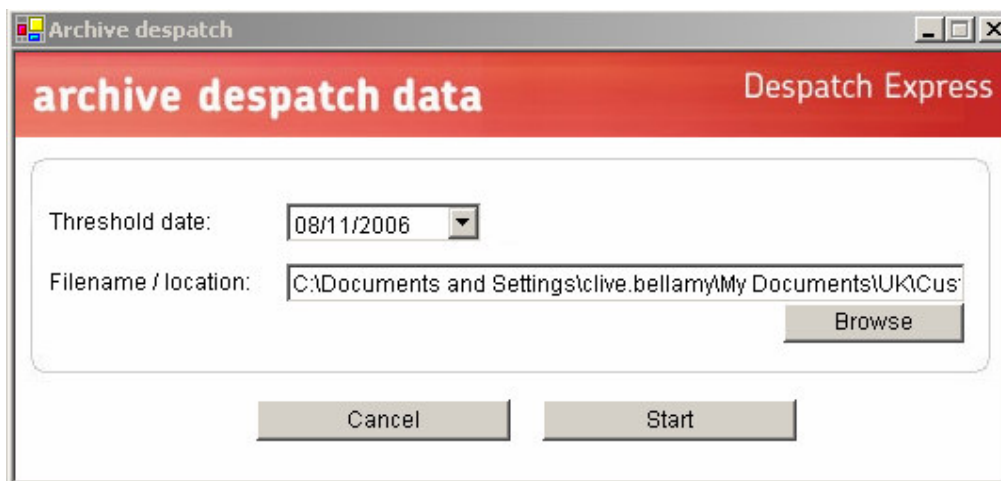 Archive despatch
archive despatch data
Despatch Express
Threshold date:
08/11/2006
Filename / location:
C:\Documents and Settings\clive.bellamy\My Documents\UK\Cus
Browse
Cancel
Start